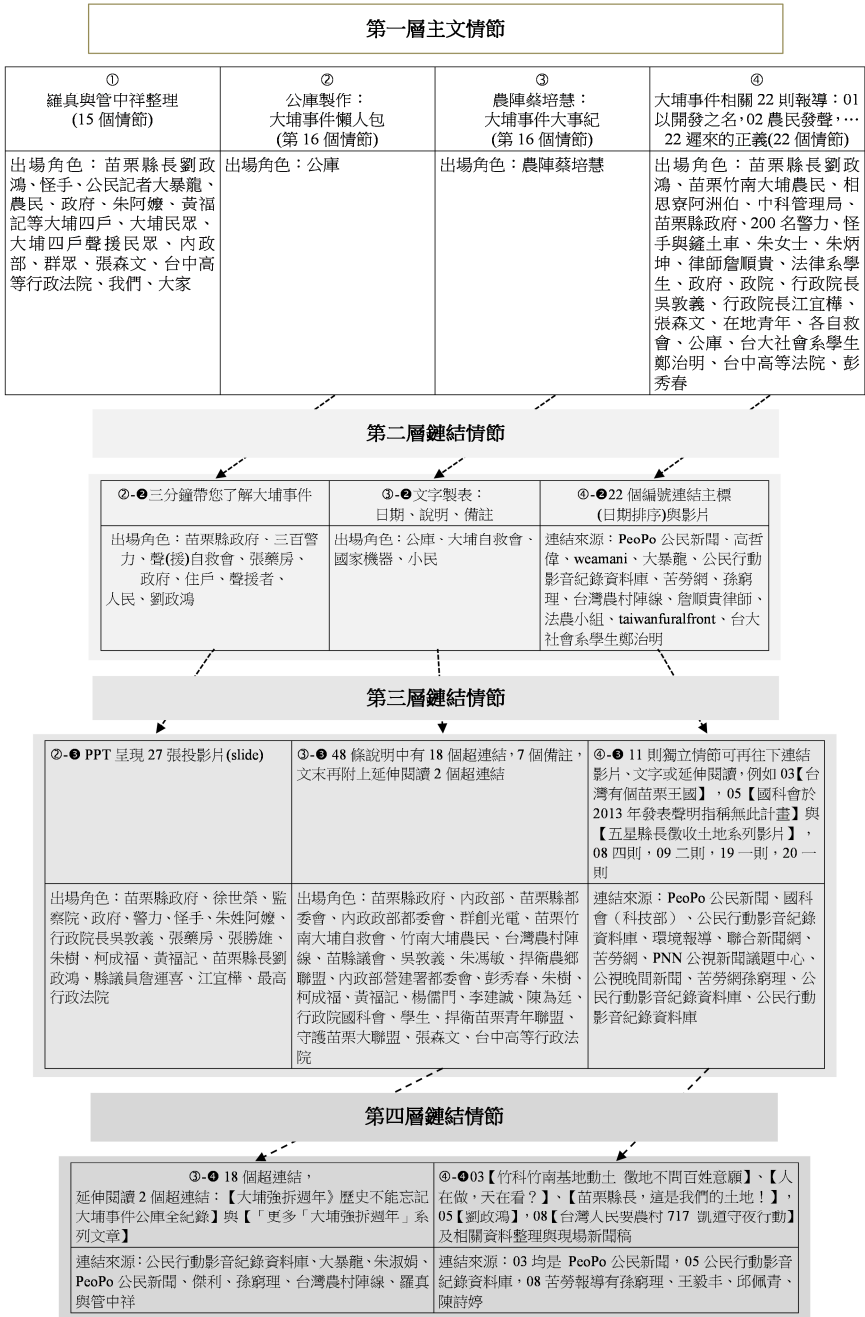 第一層主文情節
①
羅真與管中祥整理
(15 個情節)
出場角色：苗栗縣長劉政
鴻、怪手、公民記者大暴龍、
農民、政府、朱阿嬤、黃福
記等大埔四戶、大埔民眾、
大埔四戶聲援民眾、內政
部、群眾、張森文、台中高
等行政法院、我們、大家
②
公庫製作：
大埔事件懶人包
(第 16 個情節)
出場角色：公庫
③
農陣蔡培慧：
大埔事件大事紀
(第 16 個情節)
出場角色：農陣蔡培慧
④
大埔事件相關 22 則報導：01
以開發之名，02 農民發聲，…
22 遲來的正義(22 個情節)
出場角色：苗栗縣長劉政
鴻、苗栗竹南大埔農民、相
思寮阿洲伯、中科管理局、
苗栗縣政府、200 名警力、怪
手與鏟土車、朱女士、朱炳
坤、律師詹順貴、法律系學
生、政府、政院、行政院長
吳敦義、行政院長江宜樺、
張森文、在地青年、各自救
會、公庫、台大社會系學生
鄭治明、台中高等法院、彭
秀春
第二層鏈結情節
②-❷三分鐘帶您了解大埔事件
出場角色：苗栗縣政府、三百警
力、聲(援)自救會、張藥房、
政府、住戶、聲援者、
人民、劉政鴻
③-❷文字製表：
日期、說明、備註
出場角色：公庫、大埔自救會、
國家機器、小民
④-❷22 個編號連結主標
(日期排序)與影片
連結來源：PeoPo 公民新聞、高哲
偉、wcamani、大暴龍、公民行動
影音紀錄資料庫、苦勞網、孫窮
理、台灣農村陣線、詹順貴律師、
法農小組、taiwanfuralfront、台大
社會系學生鄭治明
第三層鏈結情節
②-❸ PPT 呈現 27 張投影片(slide)
出場角色：苗栗縣政府、徐世榮、監
察院、政府、警力、怪手、朱姓阿嬤、
行政院長吳敦義、張藥房、張勝雄、
朱樹、柯成福、黃福記、苗栗縣長劉
政鴻、縣議員詹運喜、江宜樺、最高
行政法院
③-❸ 48 條說明中有 18 個超連結，7 個備註，
文末再附上延伸閱讀 2 個超連結
出場角色：苗栗縣政府、內政部、苗栗縣都
委會、內政政部都委會、群創光電、苗栗竹
南大埔自救會、竹南大埔農民、台灣農村陣
線、苗縣議會、吳敦義、朱馮敏、捍衛農鄉
聯盟、內政部營建署都委會、彭秀春、朱樹、
柯成福、黃福記、楊儒門、李建誠、陳為廷、
行政院國科會、學生、捍衛苗栗青年聯盟、
守護苗栗大聯盟、張森文、台中高等行政法
院
④-❸ 11 則獨立情節可再往下連結
影片、文字或延伸閱讀，例如 03【台
灣有個苗栗王國】，05【國科會於
2013 年發表聲明指稱無此計畫】與
【五星縣長徵收土地系列影片】，
08 四則，09 二則，19 一則，20 一
則
連結來源：PeoPo 公民新聞、國科
會（科技部）、公民行動影音紀錄
資料庫、環境報導、聯合新聞網、
苦勞網、PNN 公視新聞議題中心、
公視晚間新聞、苦勞網孫窮理、公
民行動影音紀錄資料庫、公民行動
影音紀錄資料庫
第四層鏈結情節
③-❹ 18 個超連結，
延伸閱讀 2 個超連結：【大埔強拆週年》歷史不能忘記
大埔事件公庫全紀錄】與【「更多「大埔強拆週年」系
列文章】
連結來源：公民行動影音紀錄資料庫、大暴龍、朱淑娟、
PeoPo 公民新聞、傑利、孫窮理、台灣農村陣線、羅真
與管中祥
④-❹03【竹科竹南基地動土 徵地不問百姓意願】、【人
在做，天在看？】、【苗栗縣長，這是我們的土地！】，
05【劉政鴻】，08【台灣人民要農村 717 凱道守夜行動】
及相關資料整理與現場新聞稿
連結來源：03 均是 PeoPo 公民新聞，05 公民行動影音
紀錄資料庫，08 苦勞報導有孫窮理、王毅丰、邱佩青、
陳詩婷